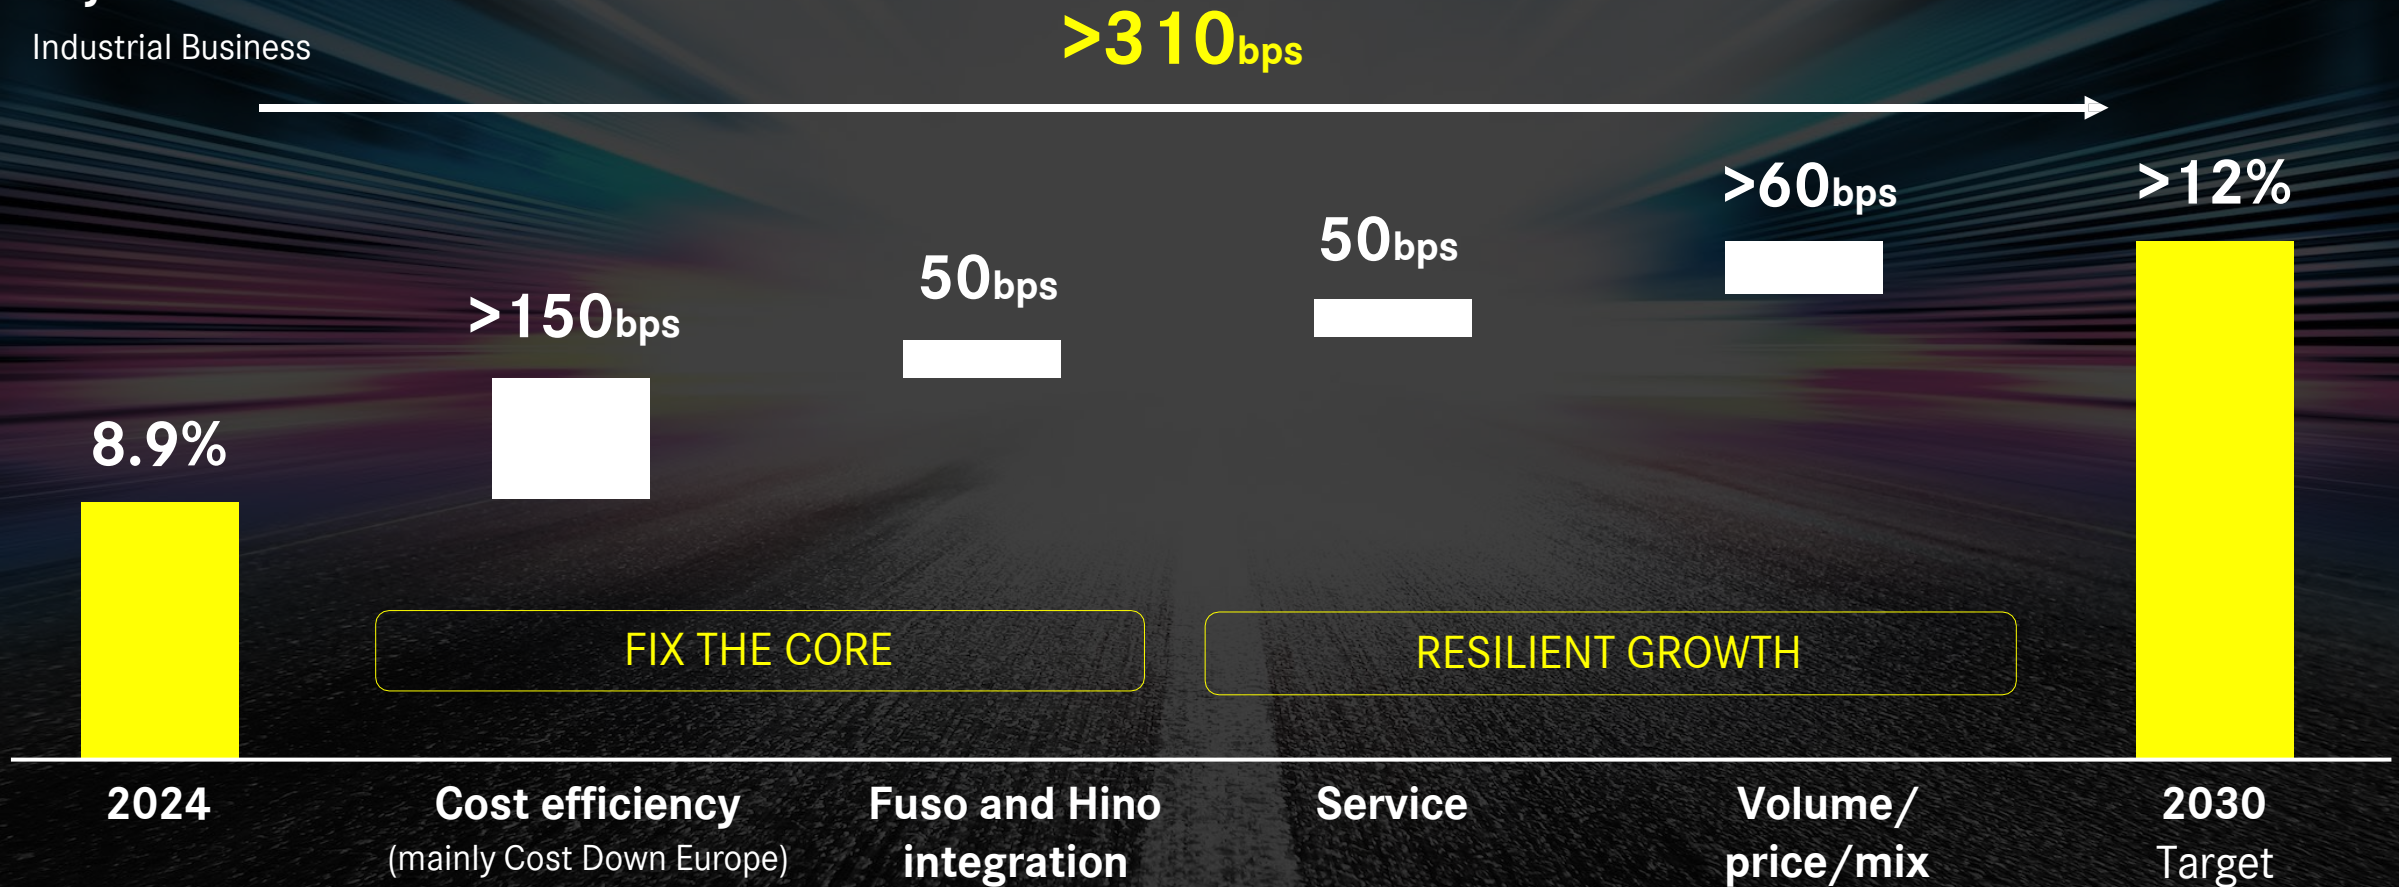 Industrial Business
>310bps
>12%
>60bps
50bps
50bps
>150bps
8.9%
FIX THE CORE
RESILIENT GROWTH
2024
Cost efficiency
(mainly Cost Down Europe)
Fuso and Hino
integration
Service
Volume/
price/mix
2030
Target